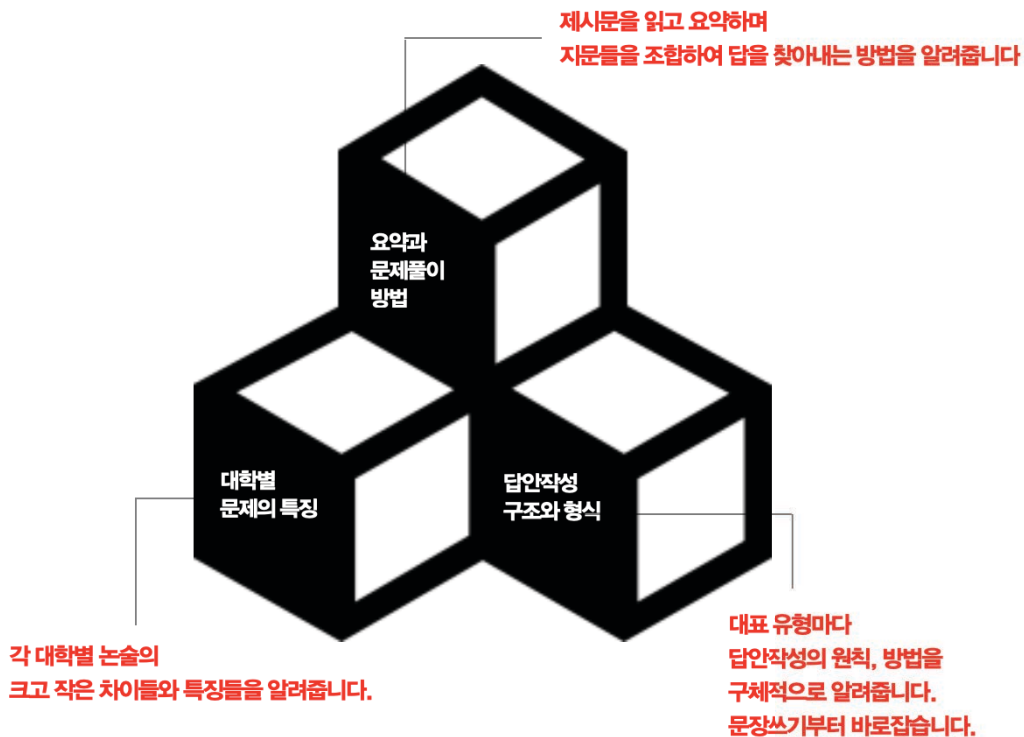 제시문을 읽고 요약하며
지문들을 조합하여 답을 찾아내는 방법을 알려줍니다
요약과
문제풀이
방법
대학별
문제의 특징
답안작성
구조와 형식
각 대학별 논술의
크고 작은 차이들와 특징들을 알려줍니다.
대표 유형마다
답안작성의 원칙, 방법을
구체적으로 알려줍니다.
문장쓰기부터 바로잡습니다.